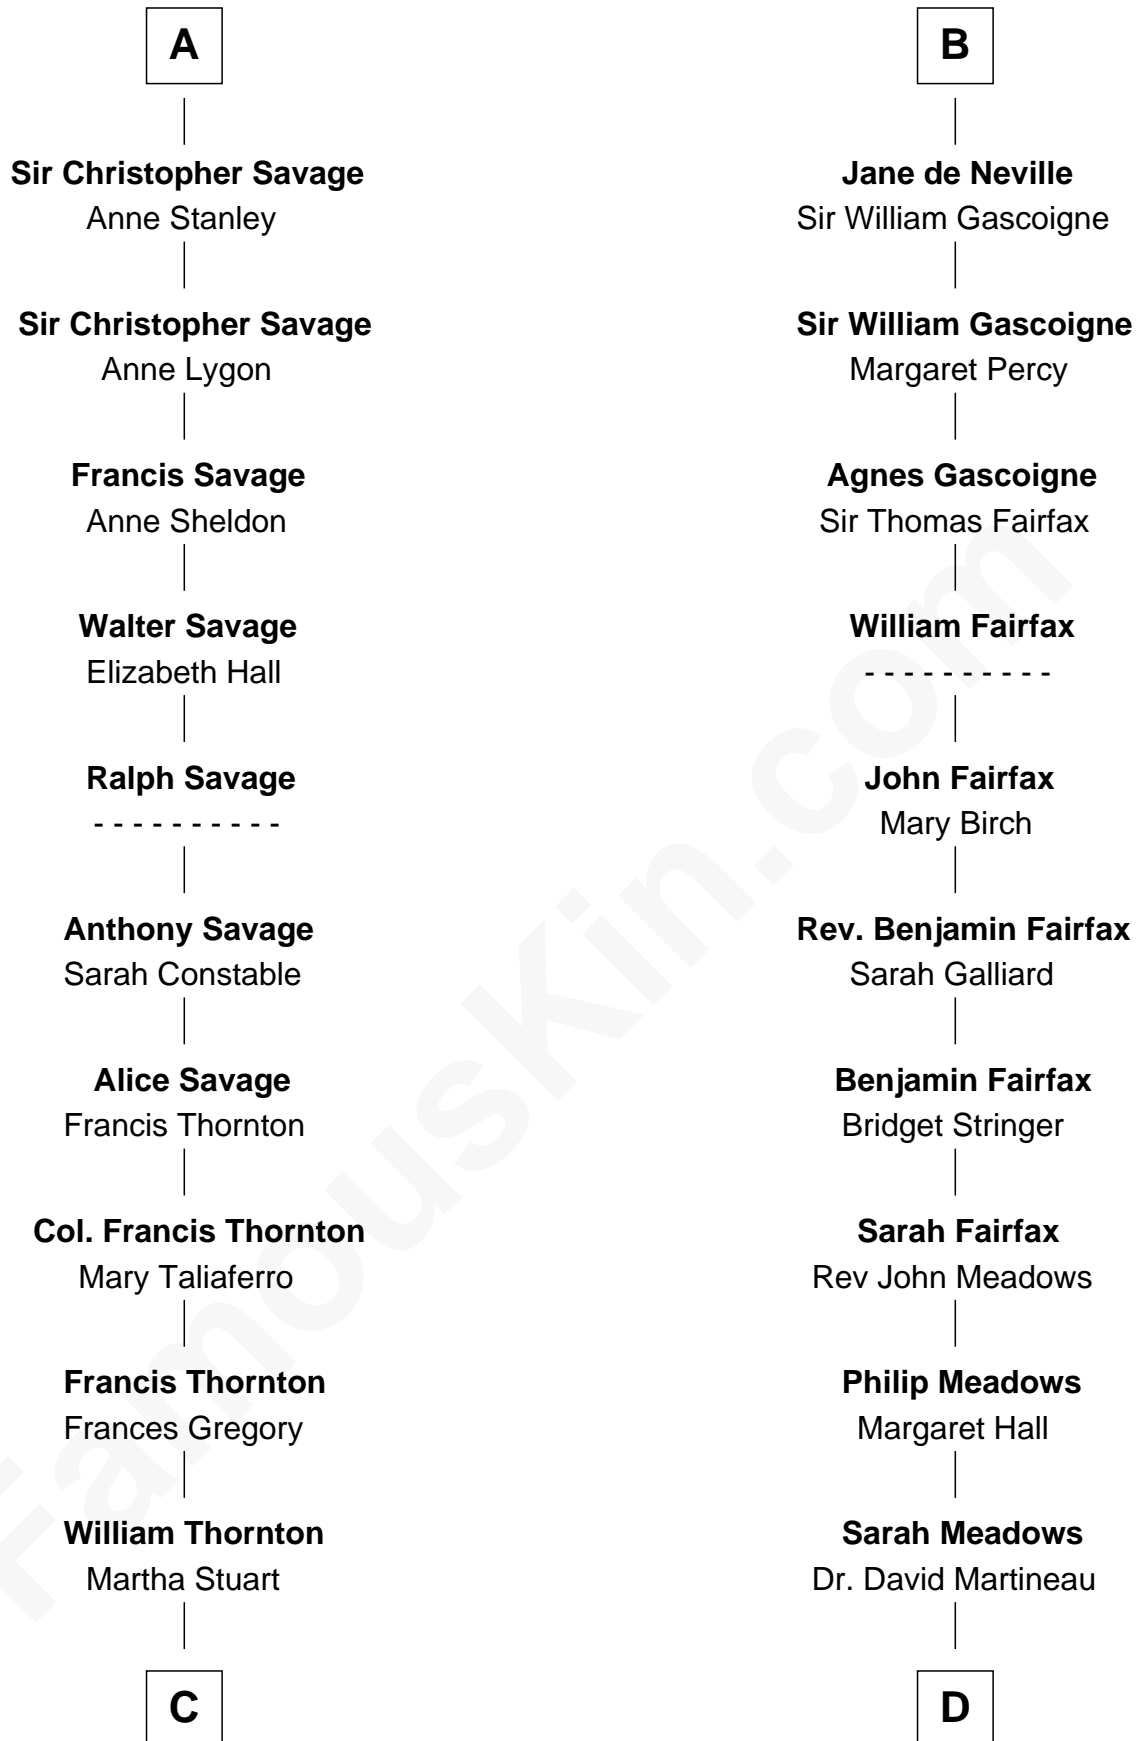 A
Sir Christopher Savage
Anne Stanley
Sir Christopher Savage
Anne Lygon
Francis Savage
Anne Sheldon
Walter Savage
Elizabeth Hall
Ralph Savage
- - - - - - - - - -
Anthony Savage
Sarah Constable
Alice Savage
Francis Thornton
Col. Francis Thornton
Mary Taliaferro
Francis Thornton
Frances Gregory
William Thornton
Martha Stuart
C
B
Jane de Neville
Sir William Gascoigne
Sir William Gascoigne
Margaret Percy
Agnes Gascoigne
Sir Thomas Fairfax
William Fairfax
- - - - - - - - - -
John Fairfax
Mary Birch
Rev. Benjamin Fairfax
Sarah Galliard
Benjamin Fairfax
Bridget Stringer
Sarah Fairfax
Rev John Meadows
Philip Meadows
Margaret Hall
Sarah Meadows
Dr. David Martineau
D
FamousKin.com